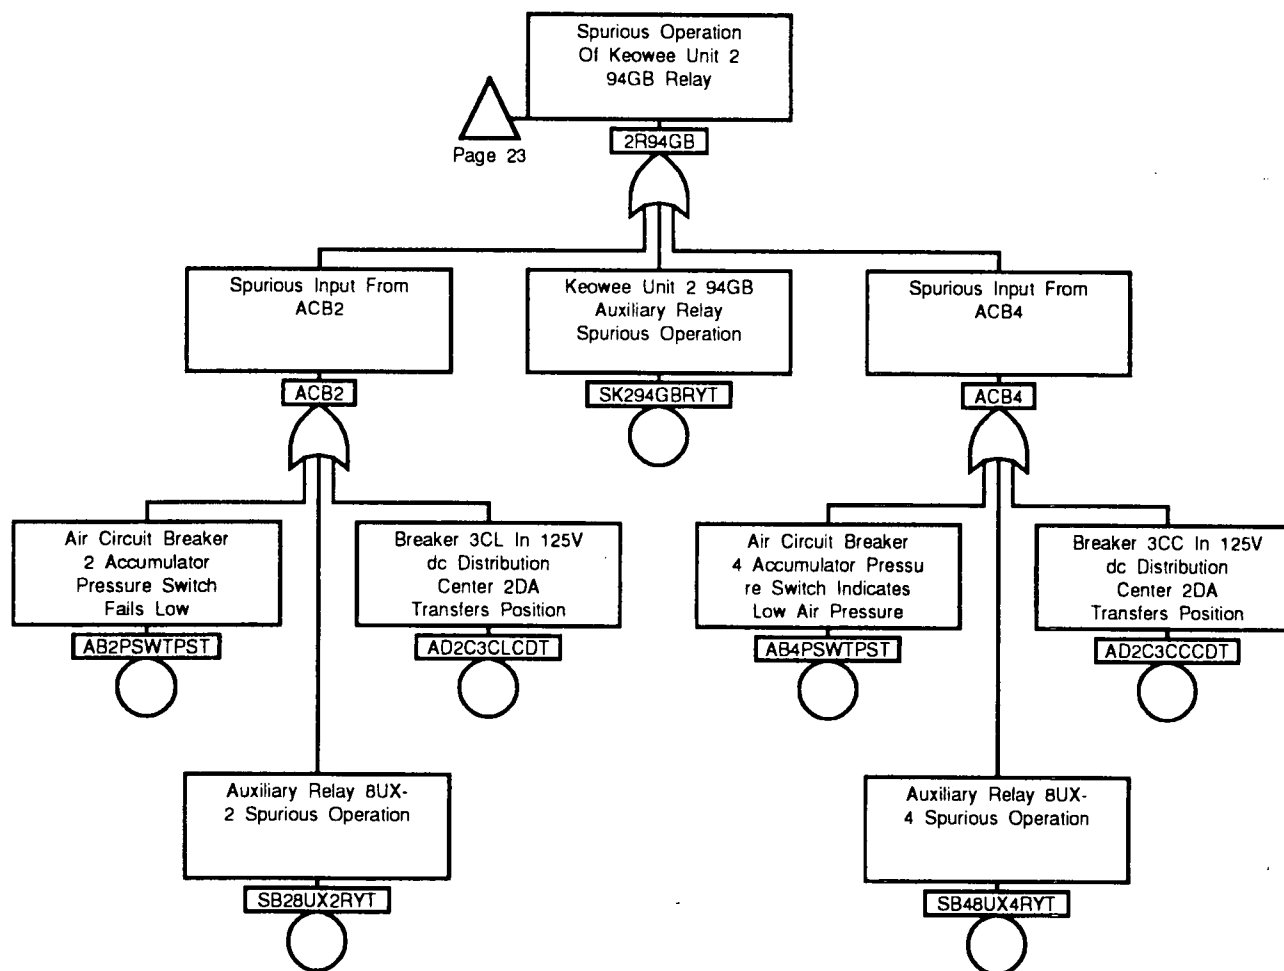 Spurious Operation
Of Keowee Unit 2
94GB Relay
Page 23
2R94GB
Spurious Input From
ACB2
ACB2
Keowee Unit 2 94GB
Auxiliary Relay
Spurious Operation
SK294GBRYT
Spurious Input From
ACB4
ACB4
Air Circuit Breaker
2 Accumulator
Pressure Switch
Fails Low
AB2PSWTPST
Breaker 3CL In 125V
dc Distribution
Center 2DA
Transfers Position
AD2C3CLCDT
Air Circuit Breaker
4 Accumulator Pressu
re Switch Indicates
Low Air Pressure
AB4PSWTPST
Breaker 3CC In 125V
dc Distribution
Center 2DA
Transfers Position
AD2C3CCCDT
Auxiliary Relay 8UX-
2 Spurious Operation
SB28UX2RYT
Auxiliary Relay 8UX-
4 Spurious Operation
SB48UX4RYT